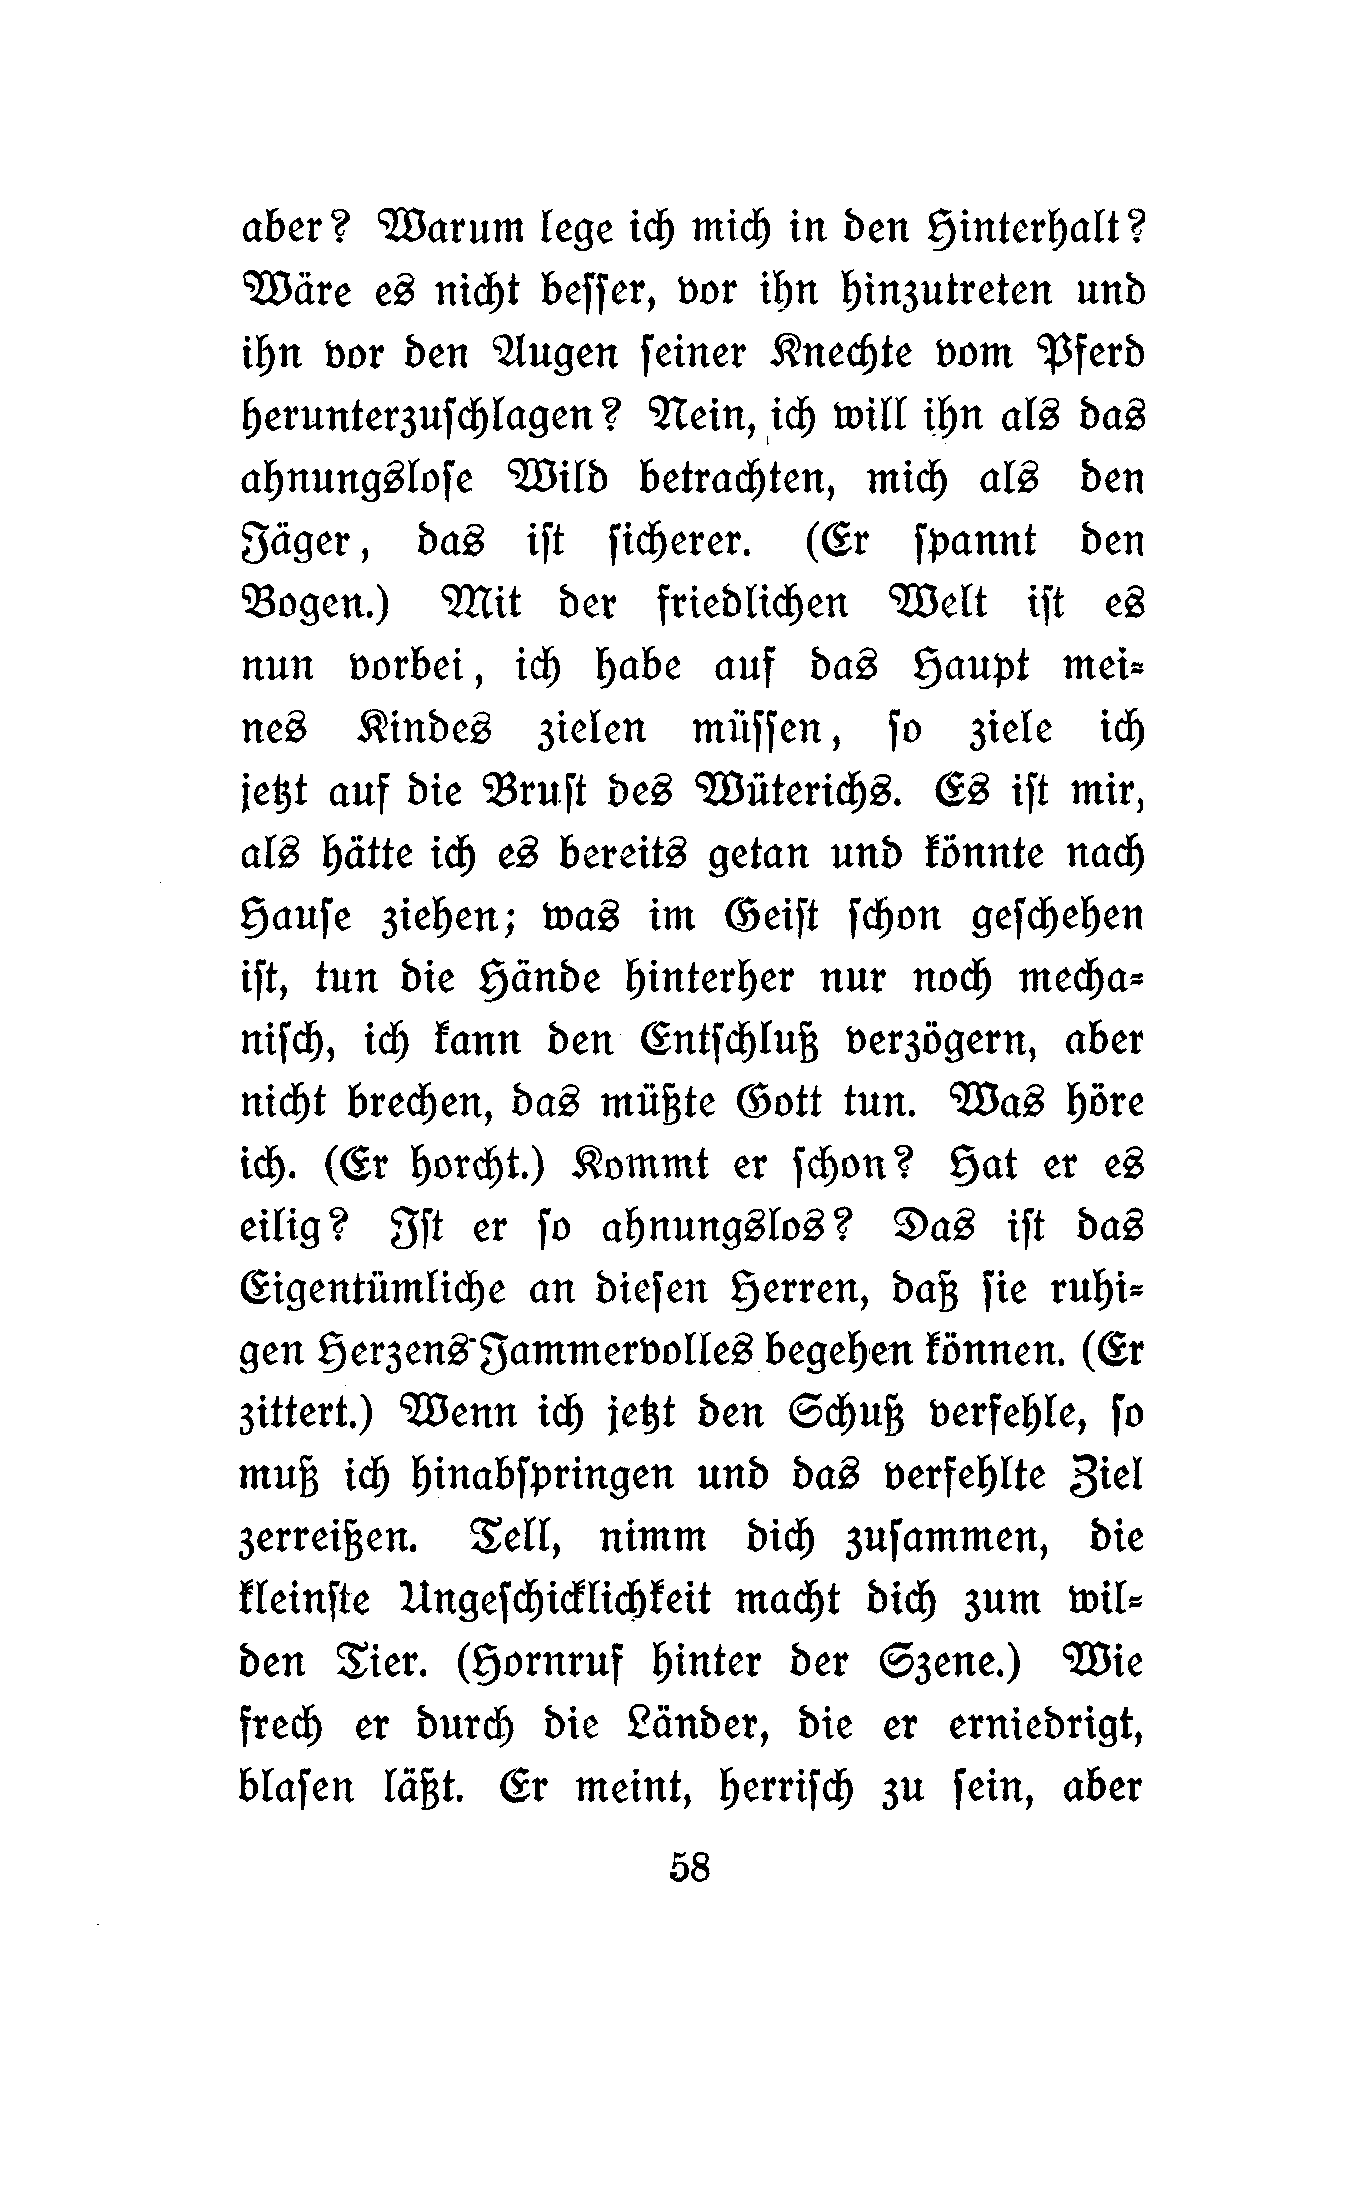 aber? Warum lege ich mich in den Hinterhalt?
Wäre es nicht beſſer, vor ihn hinzutreten und
ihn vor den Augen ſeiner Knechte vom Pferd
herunterzuſchlagen? Nein, ich will ihn als das
ahnungsloſe Wild betrachten, mich als den
Jäger, das iſt ſicherer. (Er ſpannt den
Bogen.) Mit der friedlichen Welt iſt es
nun vorbei, ich habe auf das Haupt mei⸗
nes Kindes zielen müſſen, ſo ziele ich
jetzt auf die Bruſt des Wüterichs. Es iſt mir,
als hätte ich es bereits getan und könnte nach
Hauſe ziehen; was im Geiſt ſchon geſchehen
iſt, tun die Hände hinterher nur noch mecha⸗
niſch, ich kann den Entſchluß verzögern, aber
nicht brechen, das müßte Gott tun. Was höre
ich. (Er horcht.) Kommt er ſchon? Hat er es
eilig? Iſt er ſo ahnungslos? Das iſt das
Eigentümliche an dieſen Herren, daß ſie ruhi⸗
gen Herzens Jammervolles begehen können. (Er
zittert.) Wenn ich jetzt den Schuß verfehle, ſo
muß ich hinabſpringen und das verfehlte Ziel
zerreißen. Tell, nimm dich zuſammen, die
kleinſte Ungeſchicklichkeit macht dich zum wil⸗
den Tier. (Hornruf hinter der Szene.) Wie
frech er durch die Länder, die er erniedrigt,
blaſen läßt. Er meint, herriſch zu ſein, aber
58